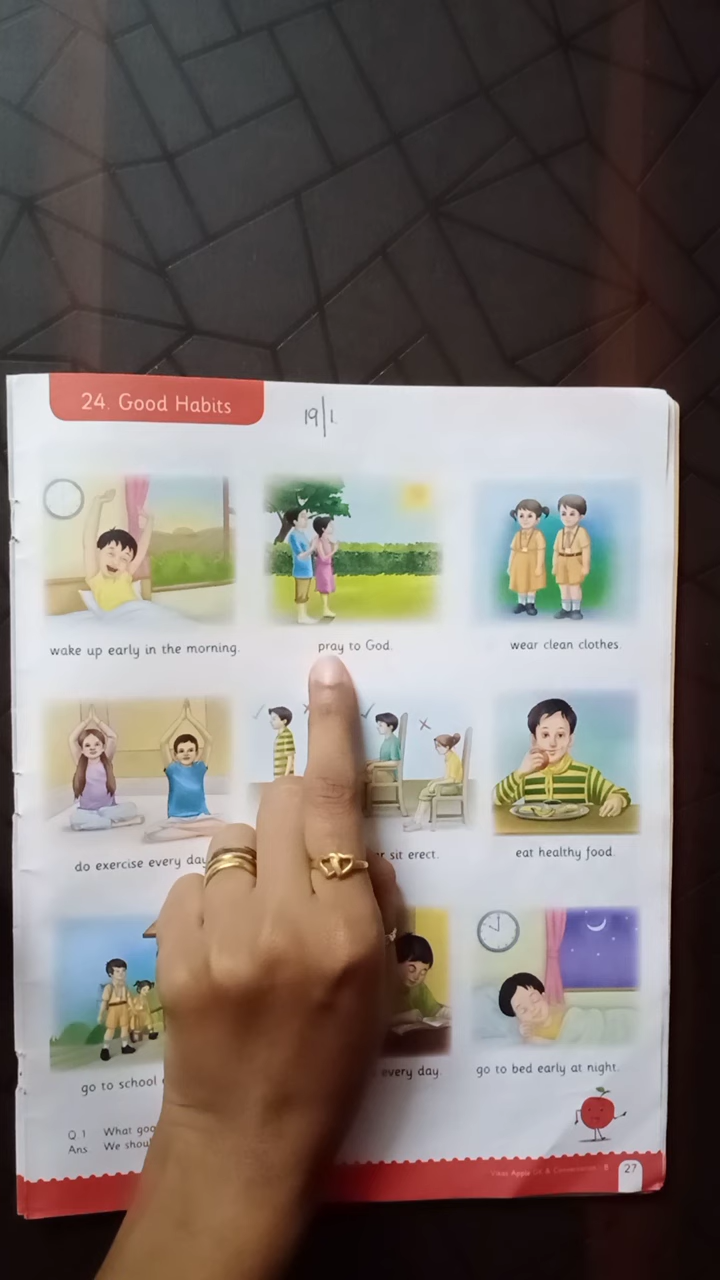 24. Good Habits
19/1
wake up early in the morning.
pray to God.
wear clean clothes.
do exercise every day
sit erect.
eat healthy food.
go to school
every day.
go to bed early at night.
Q.1 What
Ans. We
27